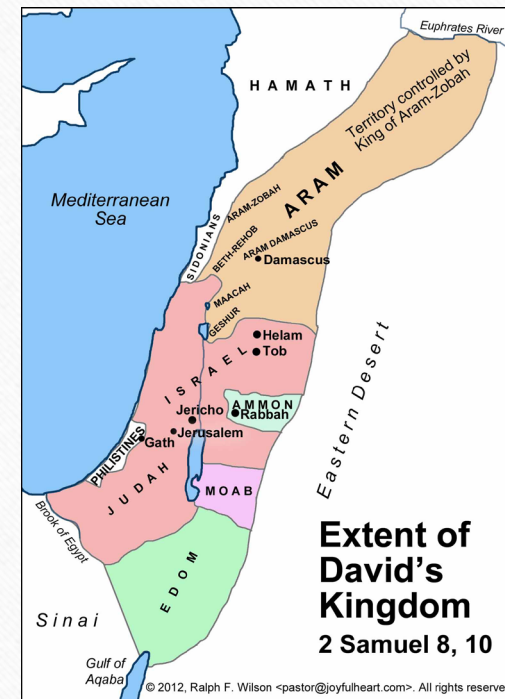 Euphrates River
HAMATH
Territory controlled by
King of Aram-Zobah
ARAM
Mediterranean
Sea
ARAM-ZOBAH
SIDONIANS
BETH-REHOB
ARAM DAMASCUS
Damascus
MAACAH
GESHUR
Helam
Tob
ISRAEL
AMMON
Rabbah
Jericho
Jerusalem
Gath
PHILISTINES
JUDAH
MOAB
Eastern Desert
Brook of Egypt
EDOM
Sinai
Gulf of
Aqaba
Extent of
David's
Kingdom
2 Samuel 8, 10
© 2012, Ralph F. Wilson <pastor@joyfulheart.com>. All rights reserve